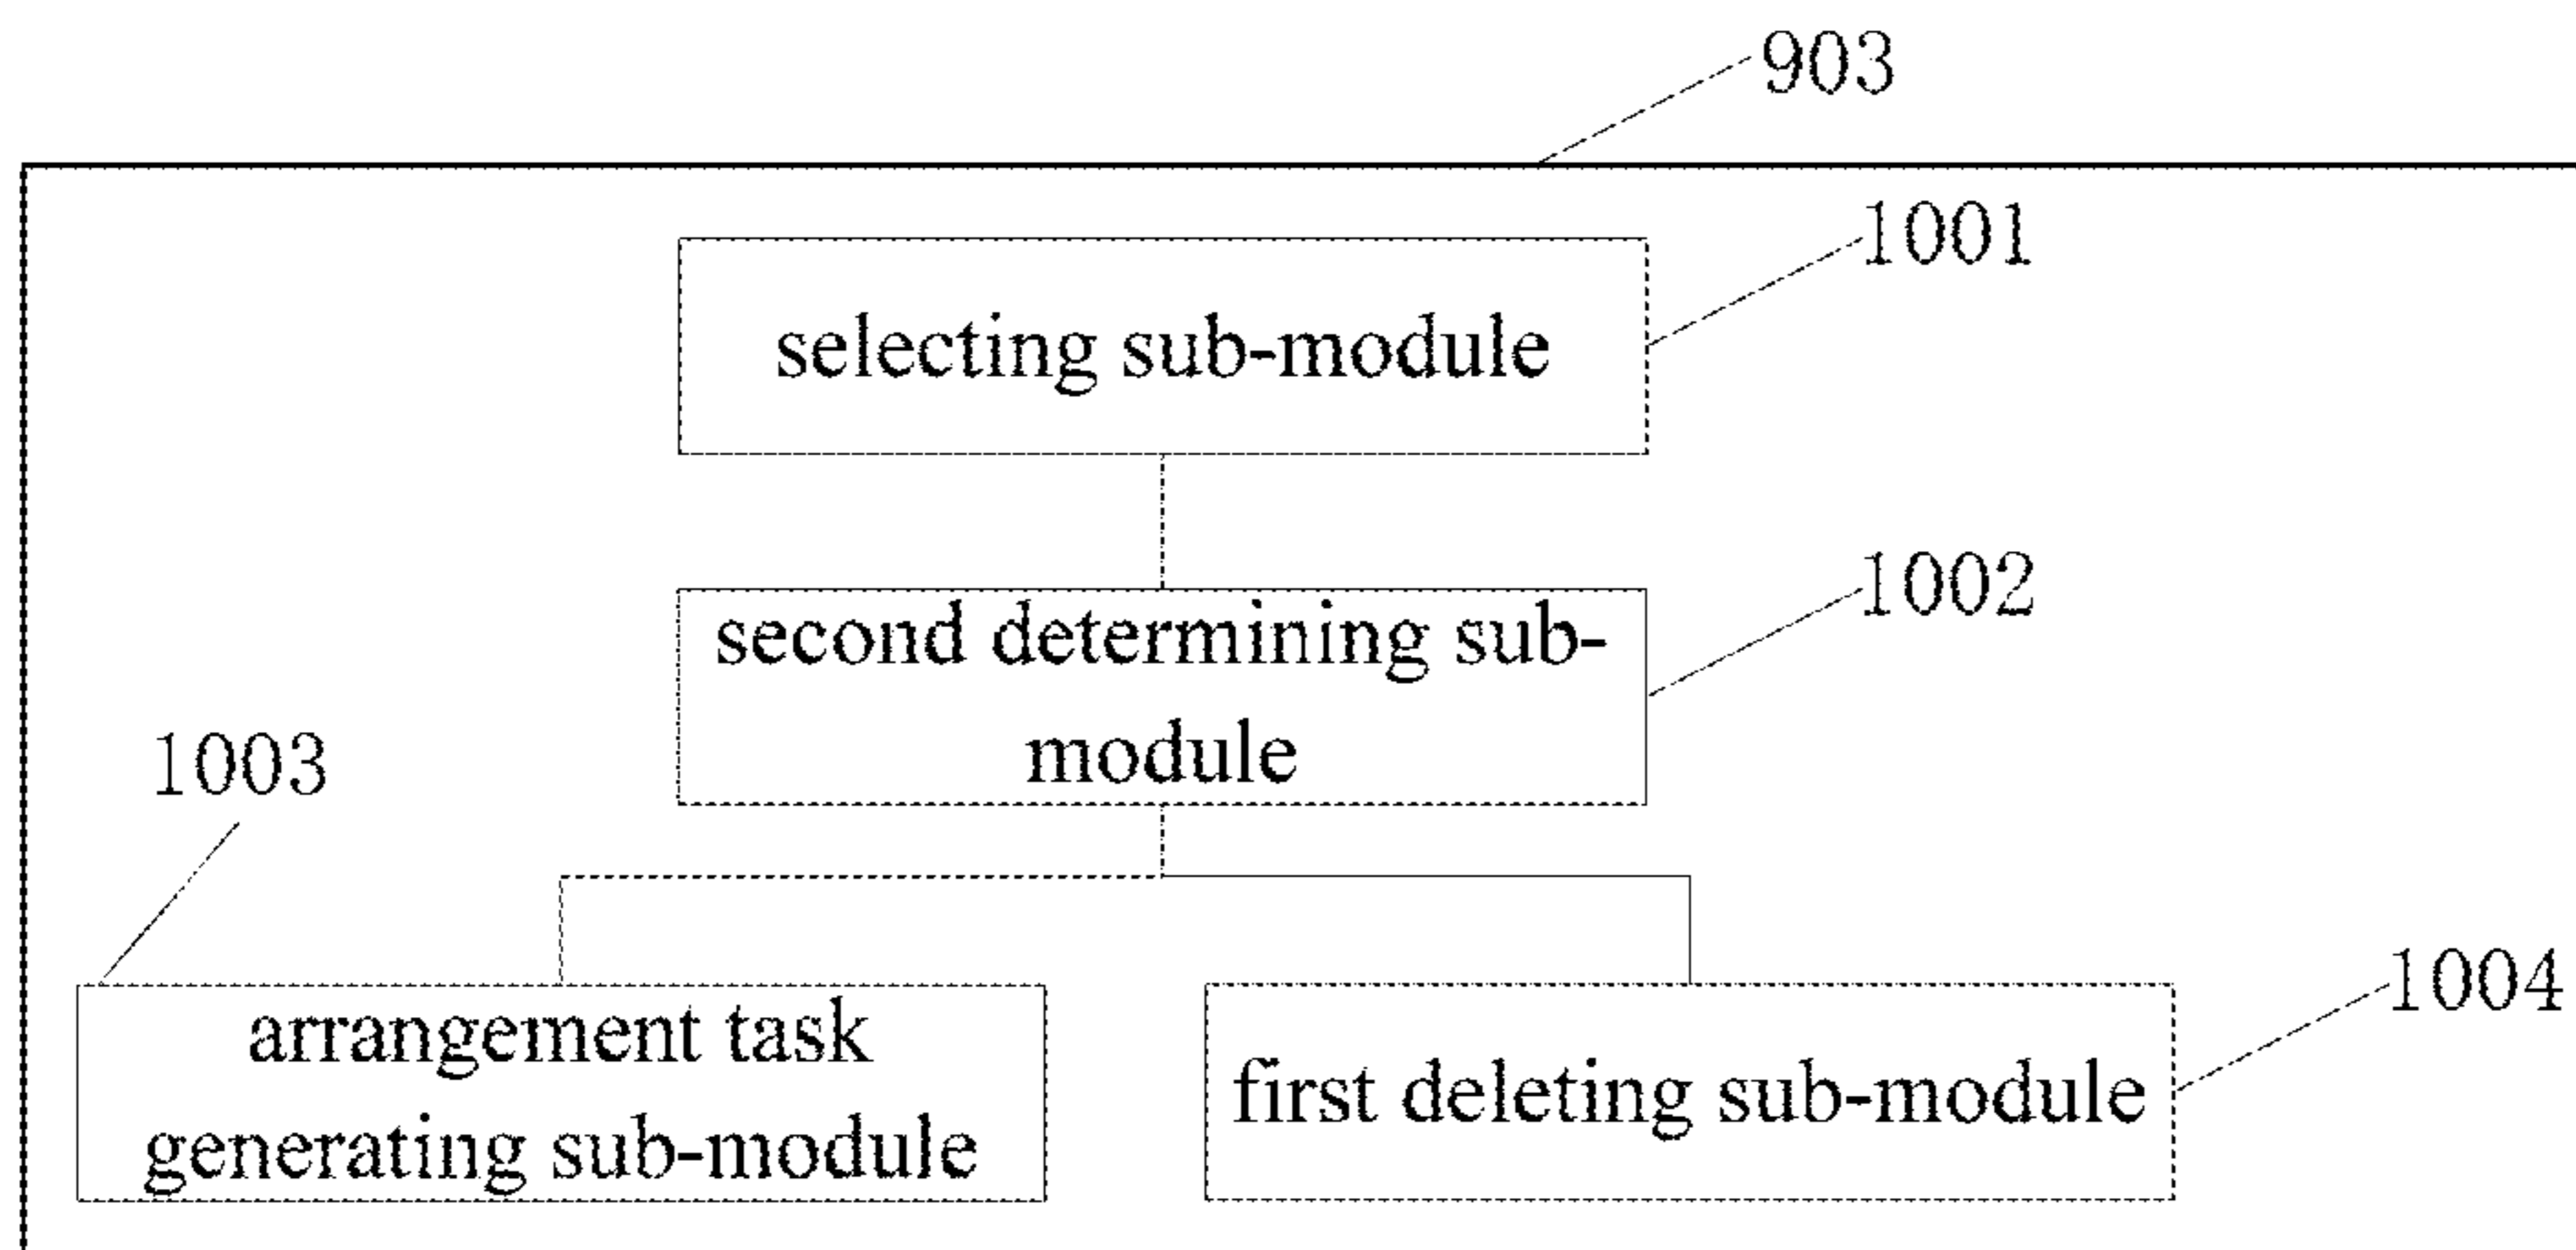 903
1001
selecting sub-module
1002
second determining sub-
module
1003
1004
arrangement task
generating sub-module
first deleting sub-module